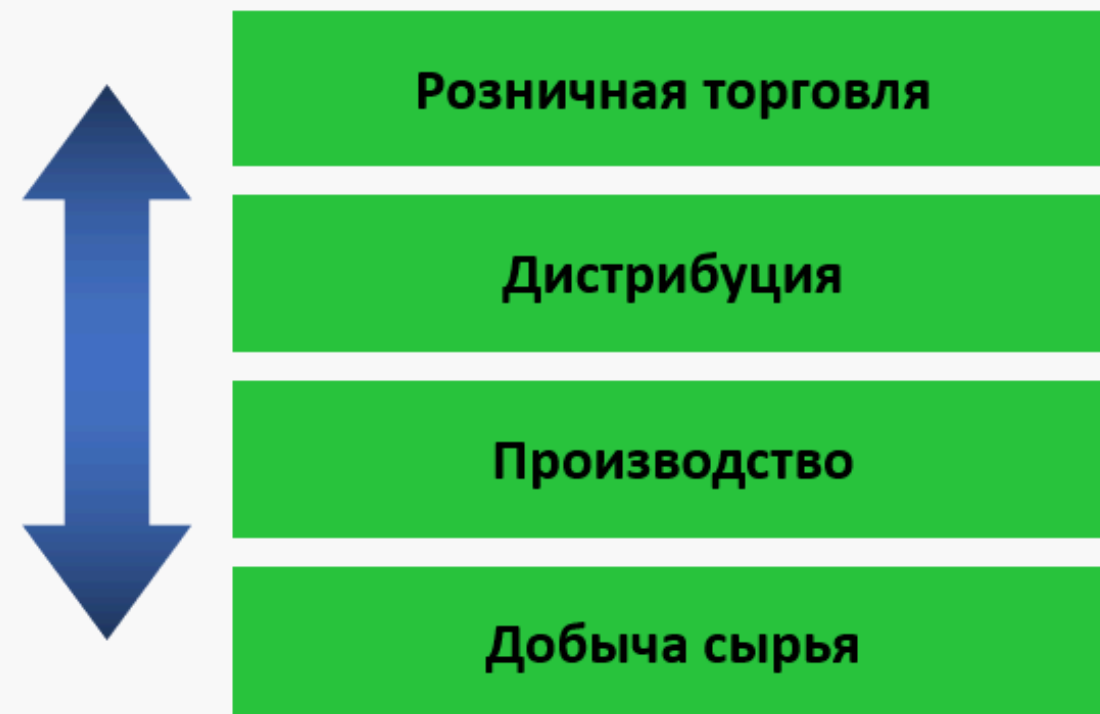 Розничная торговля
Дистрибуция
Производство
Добыча сырья